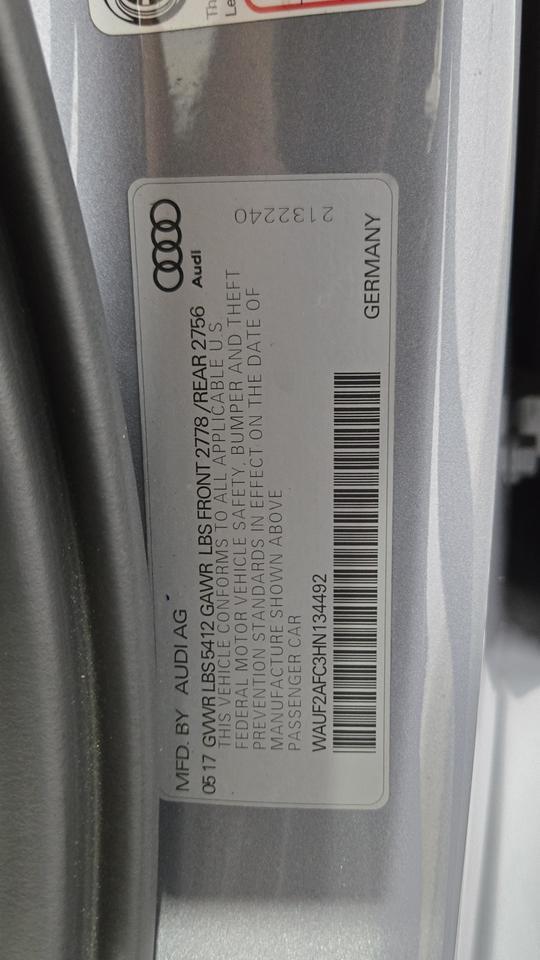 Th
Le
2132240
Audi
MFD. BY AUDI AG
05 17 GVWR LBS 5412 GAWR LBS FRONT 2778 / REAR 2756
THIS VEHICLE CONFORMS TO ALL APPLICABLE U S
FEDERAL MOTOR VEHICLE SAFETY, BUMPER AND THEFT
PREVENTION STANDARDS IN EFFECT ON THE DATE OF
MANUFACTURE SHOWN ABOVE
PASSENGER CAR
WAUF2AFC3HN134492
GERMANY